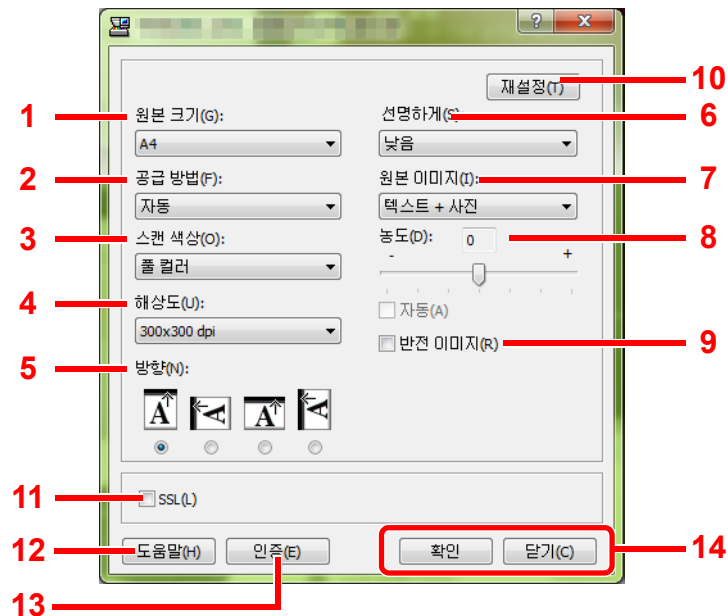 재설정(T) 10
1 원본 크기(G): 선명하게(S): 6
A4 낮음
2 공급 방법(F): 원본 이미지(I): 7
자동 텍스트 + 사진
3 스캔 색상(O): 농도(D): 0 8
- +
풀 컬러
4 해상도(U): 자동(A)
300x300 dpi 반전 이미지(R) 9
5 방향(N):
A A A A
11 SSL(L)
12 도움말(H) 인증(E) 확인 닫기(C) 14
13